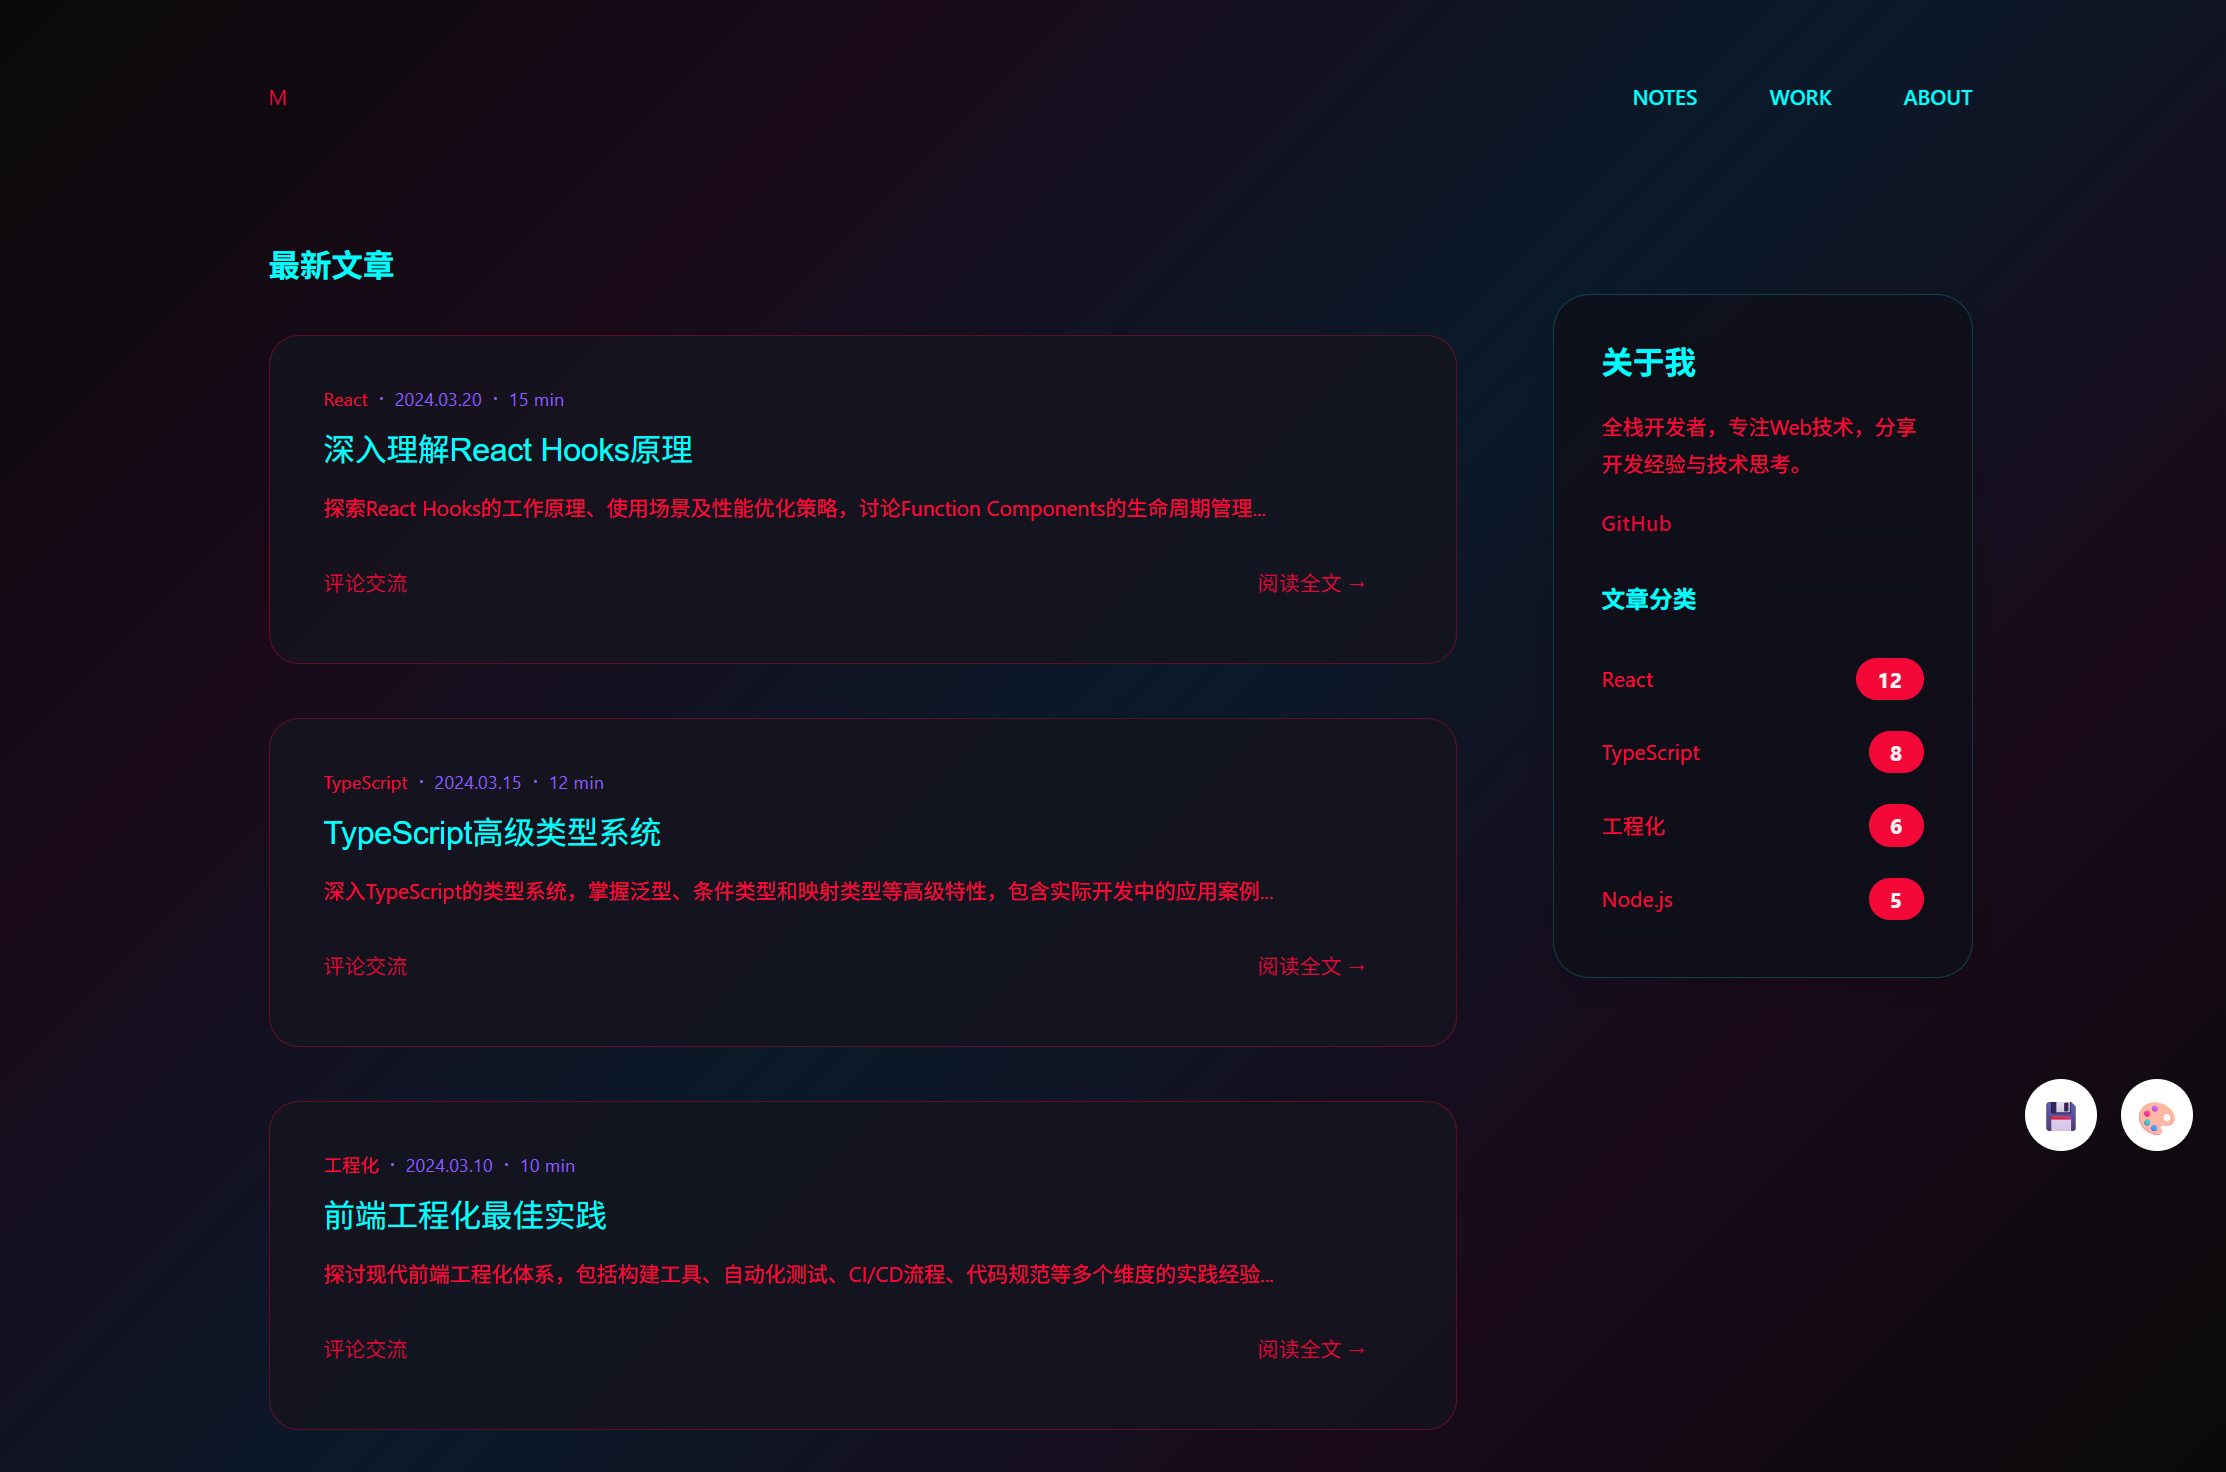 M
NOTES WORK ABOUT
最新文章
React · 2024.03.20 · 15 min
深入理解React Hooks原理
探索React Hooks的工作原理、使用场景及性能优化策略，讨论Function Components的生命周期管理...
评论交流 阅读全文 →
TypeScript · 2024.03.15 · 12 min
TypeScript高级类型系统
深入TypeScript的类型系统，掌握泛型、条件类型和映射类型等高级特性，包含实际开发中的应用案例...
评论交流 阅读全文 →
工程化 · 2024.03.10 · 10 min
前端工程化最佳实践
探讨现代前端工程化体系，包括构建工具、自动化测试、CI/CD流程、代码规范等多个维度的实践经验...
评论交流 阅读全文 →
关于我
全栈开发者，专注Web技术，分享
开发经验与技术思考。
GitHub
文章分类
React 12
TypeScript 8
工程化 6
Node.js 5